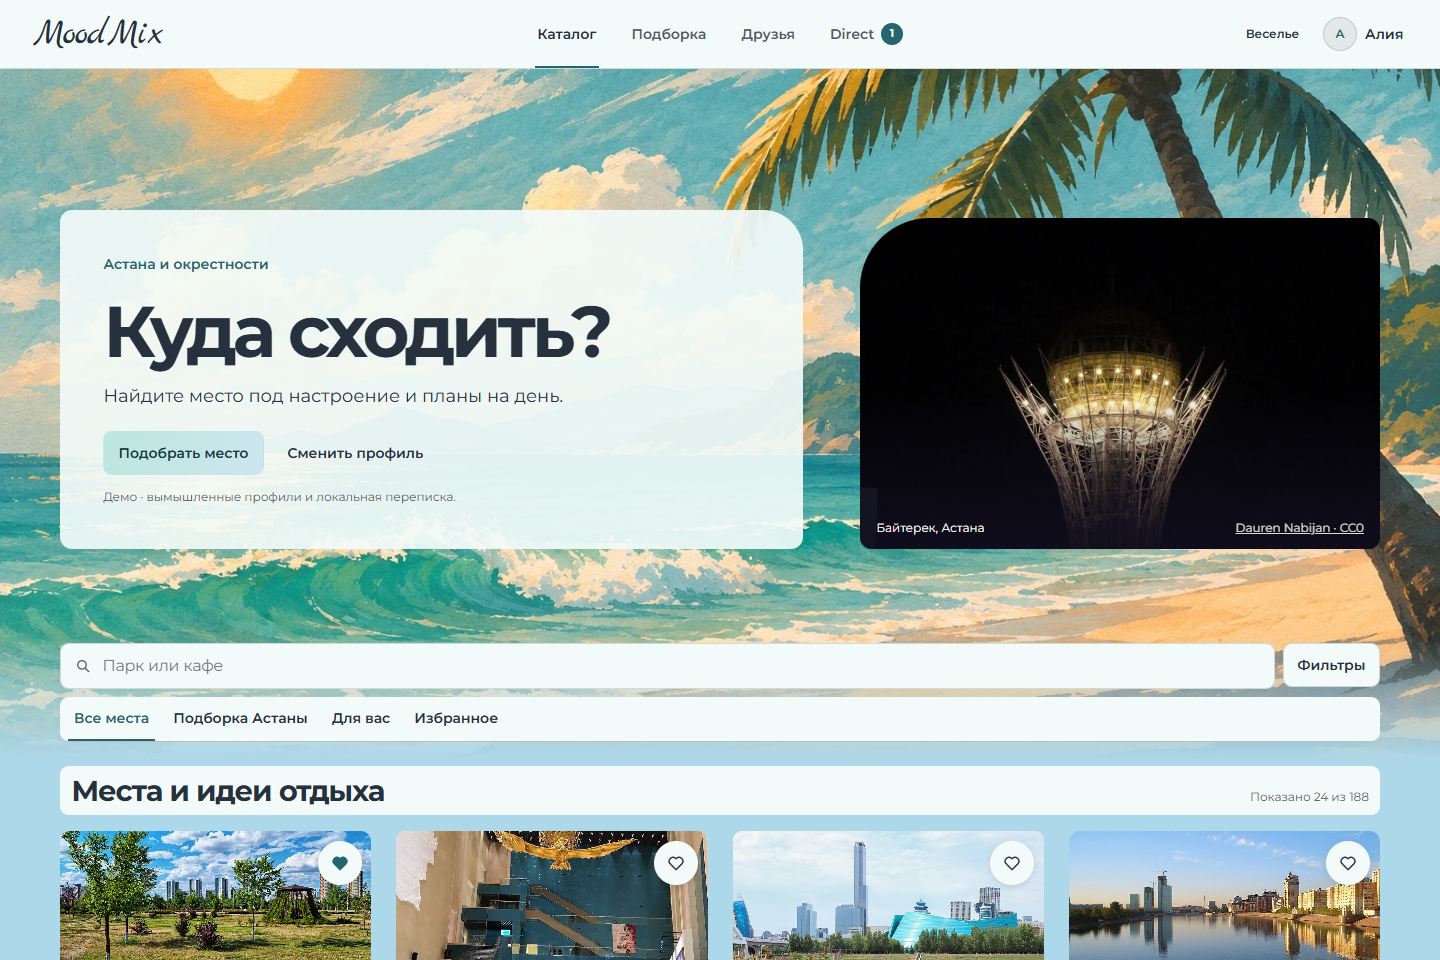 MoodMix
Каталог
Подборка
Друзья
Direct 1
Веселье
А
Алия
Астана и окрестности
Куда сходить?
Найдите место под настроение и планы на день.
Подобрать место
Сменить профиль
Демо · вымышленные профили и локальная переписка.
Байтерек, Астана
Dauren Nabijan · CC0
Парк или кафе
Фильтры
Все места
Подборка Астаны
Для вас
Избранное
Места и идеи отдыха
Показано 24 из 188